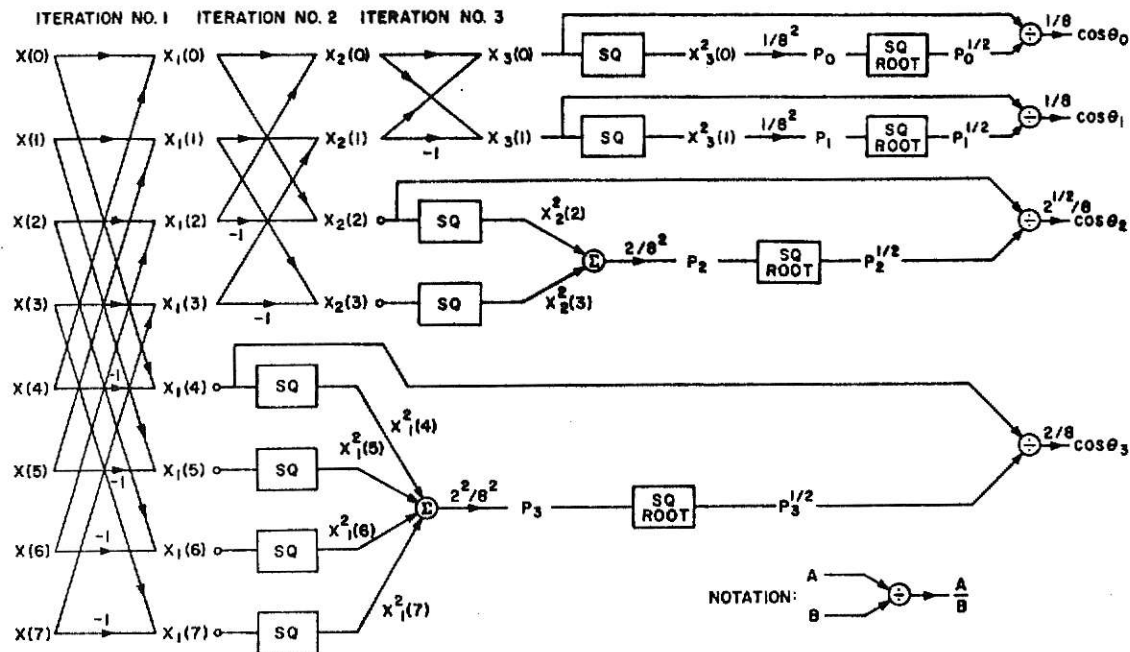 ITERATION NO. 1 ITERATION NO. 2 ITERATION NO. 3
X(0) X₁(0) X₂(0) X₃(0) SQ X²₃(0) 1/8² P₀ SQ ROOT P₀^1/2 ÷ 1/8 COSθ₀
X(1) X₁(1) X₂(1) -1 X₃(1) SQ X²₃(1) 1/8² P₁ SQ ROOT P₁^1/2 ÷ 1/8 COSθ₁
X(2) X₁(2) -1 X₂(2) SQ X²₂(2) ÷ 2^1/2/8 COSθ₂
Σ 2/8² P₂ SQ ROOT P₂^1/2
X(3) X₁(3) -1 X₂(3) SQ X²₂(3)
X(4) -1 X₁(4) SQ X²₁(4)
X(5) -1 X₁(5) SQ X²₁(5) ÷ 2/8 COSθ₃
Σ 2²/8² P₃ SQ ROOT P₃^1/2
X(6) -1 X₁(6) SQ X²₁(6)
X(7) -1 X₁(7) SQ X²₁(7)
NOTATION: A B ÷ A/B